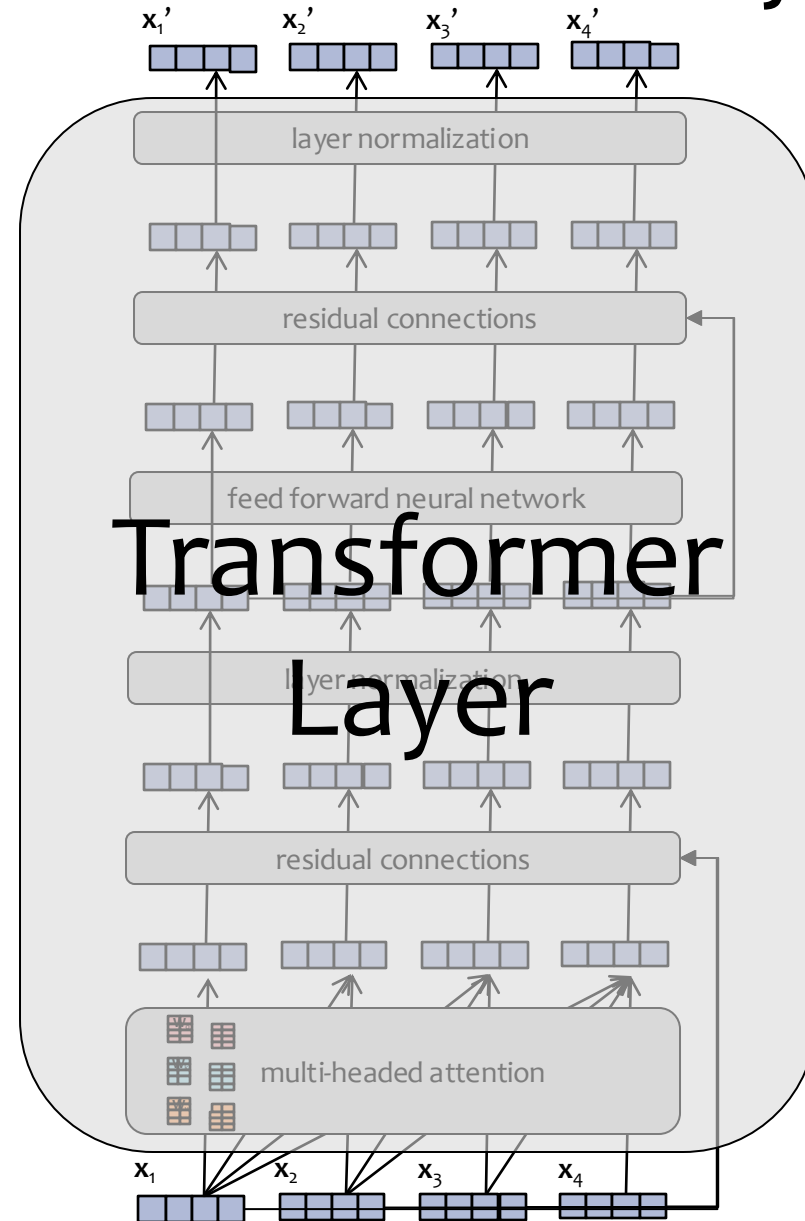 x₁’ x₂’ x₃’ x₄’
layer normalization
residual connections
feed forward neural network
Transformer
layer normalization
Layer
residual connections
multi-headed attention
x₁ x₂ x₃ x₄